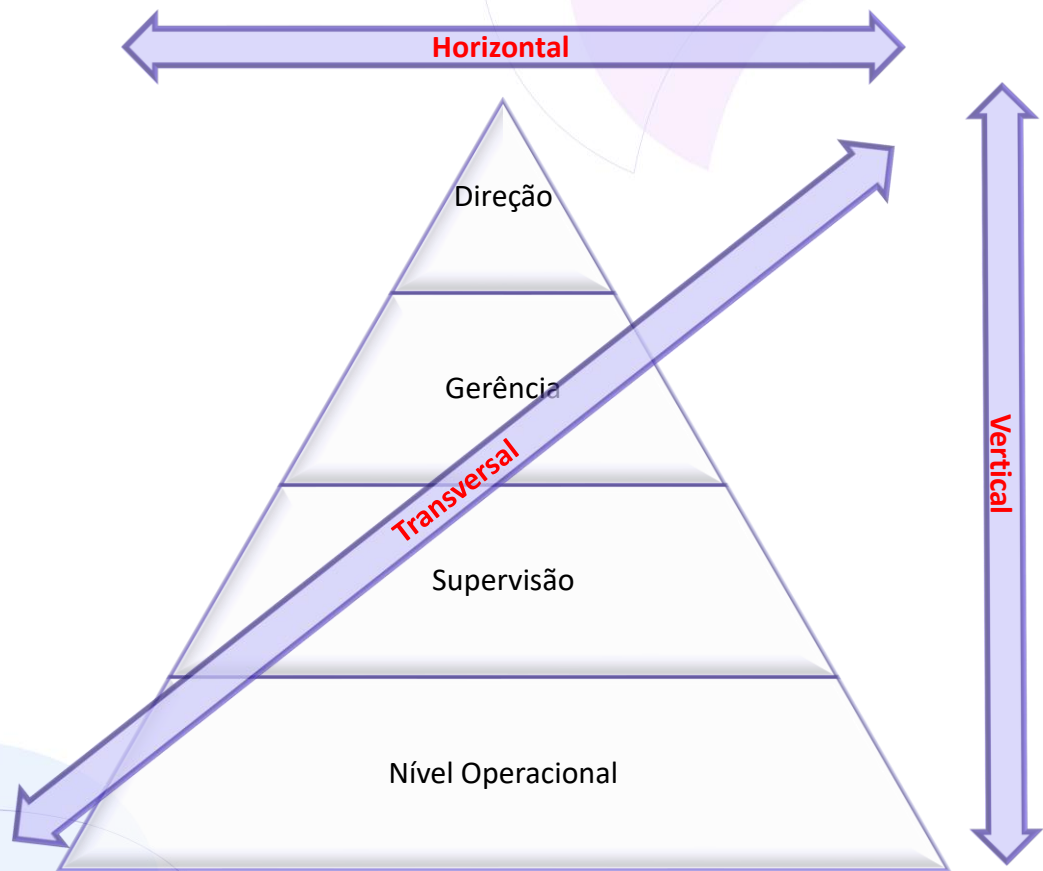 Horizontal
Direção
Gerência
Transversal
Vertical
Supervisão
Nível Operacional